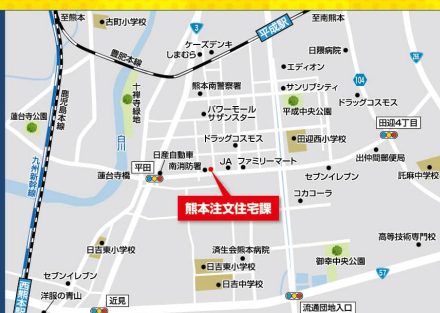 至熊本
古町小学校
3
ケーズデンキ
しまむら
平成駅
至南熊本
豊肥本線
日隈病院
エディオン
熊本南警察署
サンリブシティ
104
鹿児島本線
十禅寺緑地
蓮台寺公園
パワーモール
サザンスター
平成中央公園
ドラッグコスモス
白川
ドラッグコスモス
田迎西小学校
田迎4丁目
九州新幹線
日産自動車
平田
南消防署
JA
ファミリーマート
出仲間郵便局
蓮台寺橋
セブンイレブン
託麻中学校
熊本注文住宅課
コカコーラ
日吉東小学校
済生会熊本病院
高等技術専門校
日吉東小学校
御幸中央公園
57
セブンイレブン
日吉中学校
洋服の青山
近見
流通団地入口
西熊本駅